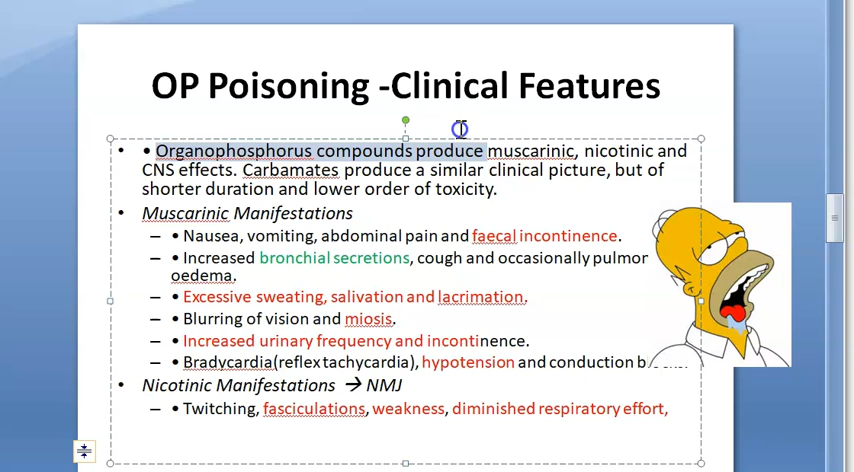 OP Poisoning -Clinical Features
• • Organophosphorus compounds produce muscarinic, nicotinic and
CNS effects. Carbamates produce a similar clinical picture, but of
shorter duration and lower order of toxicity.
• Muscarinic Manifestations
– • Nausea, vomiting, abdominal pain and faecal incontinence.
– • Increased bronchial secretions, cough and occasionally pulmon
oedema.
– • Excessive sweating, salivation and lacrimation.
– • Blurring of vision and miosis.
– • Increased urinary frequency and incontinence.
– • Bradycardia(reflex tachycardia), hypotension and conduction
• Nicotinic Manifestations → NMJ
– • Twitching, fasciculations, weakness, diminished respiratory effort,